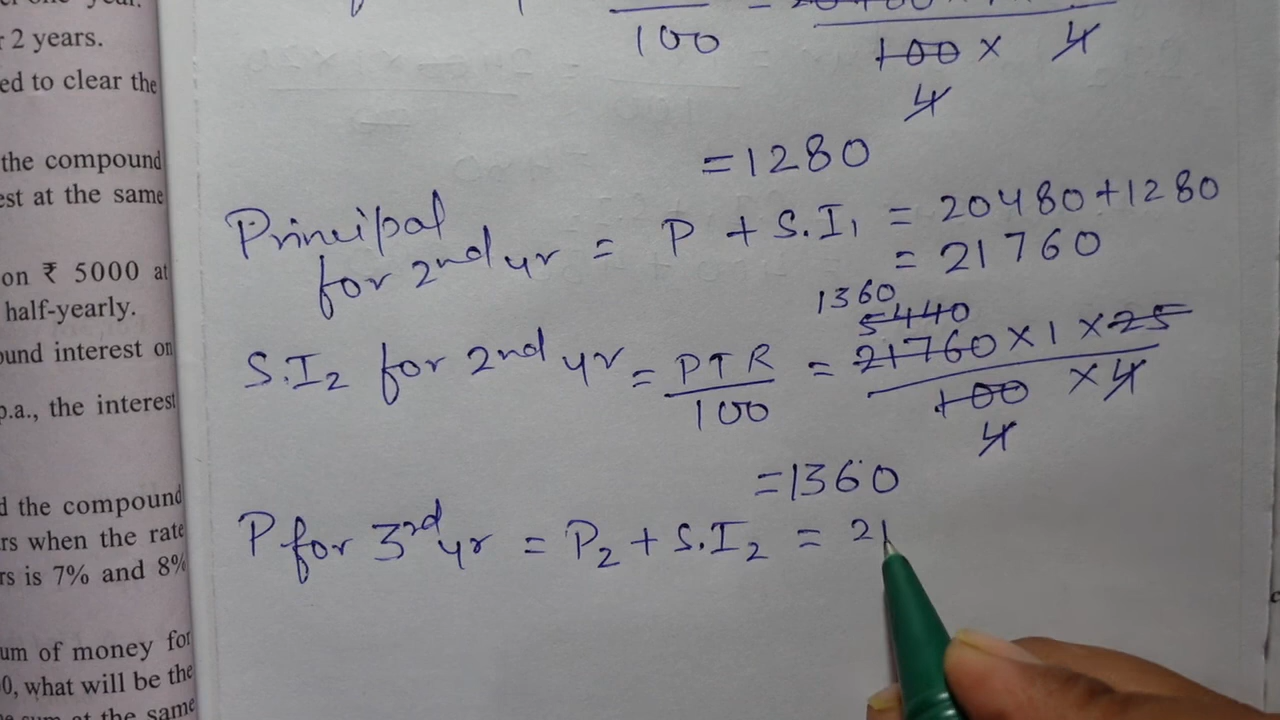 r 2 years.
ed to clear the
the compound
est at the same
on ₹ 5000 at
half-yearly.
ound interest on
p.a., the interest
d the compound
rs when the rate
rs is 7% and 8%
um of money for
0, what will be the
at the same
100
100 × 4
4
= 1280
Principal
for 2nd yr = P + S.I1 = 20480 + 1280
= 21760
1360
5440
S.I2 for 2nd yr = PTR = 21760 × 1 × 25
100 100 × 4
4
= 1360
P for 3rd yr = P2 + S.I2 = 21